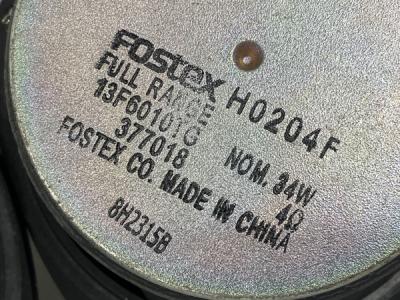 FOSTEX H0204F
FULL RANGE
13F60101G NOM. 34W
377018 4Ω
FOSTEX CO. MADE IN CHINA
8H2315B